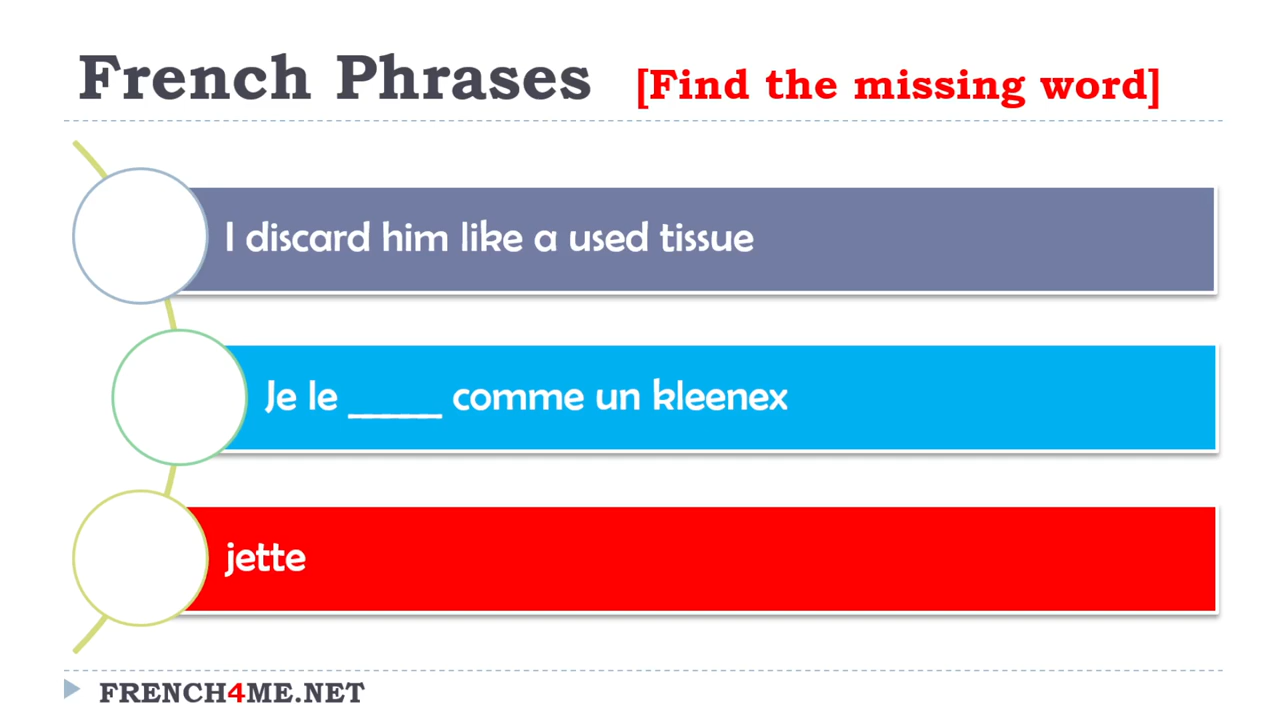 French Phrases [Find the missing word]
I discard him like a used tissue
Je le _____ comme un kleenex
jette
FRENCH4ME.NET